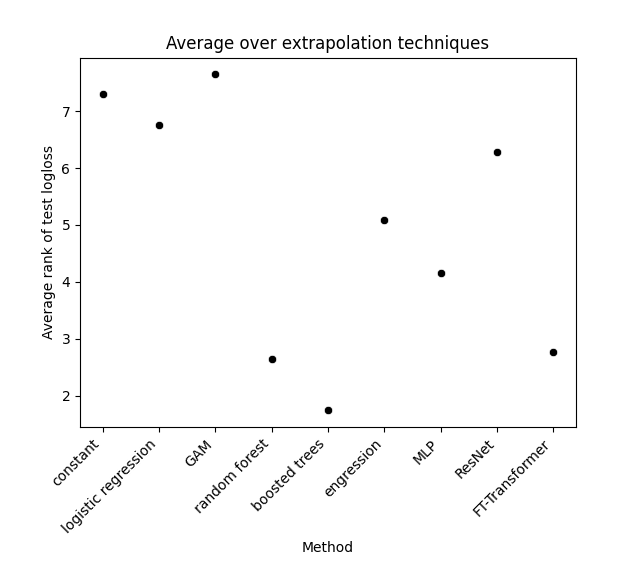 Average over extrapolation techniques
Average rank of test logloss
7
6
5
4
3
2
constant
logistic regression
GAM
random forest
boosted trees
engression
MLP
ResNet
FT-Transformer
Method